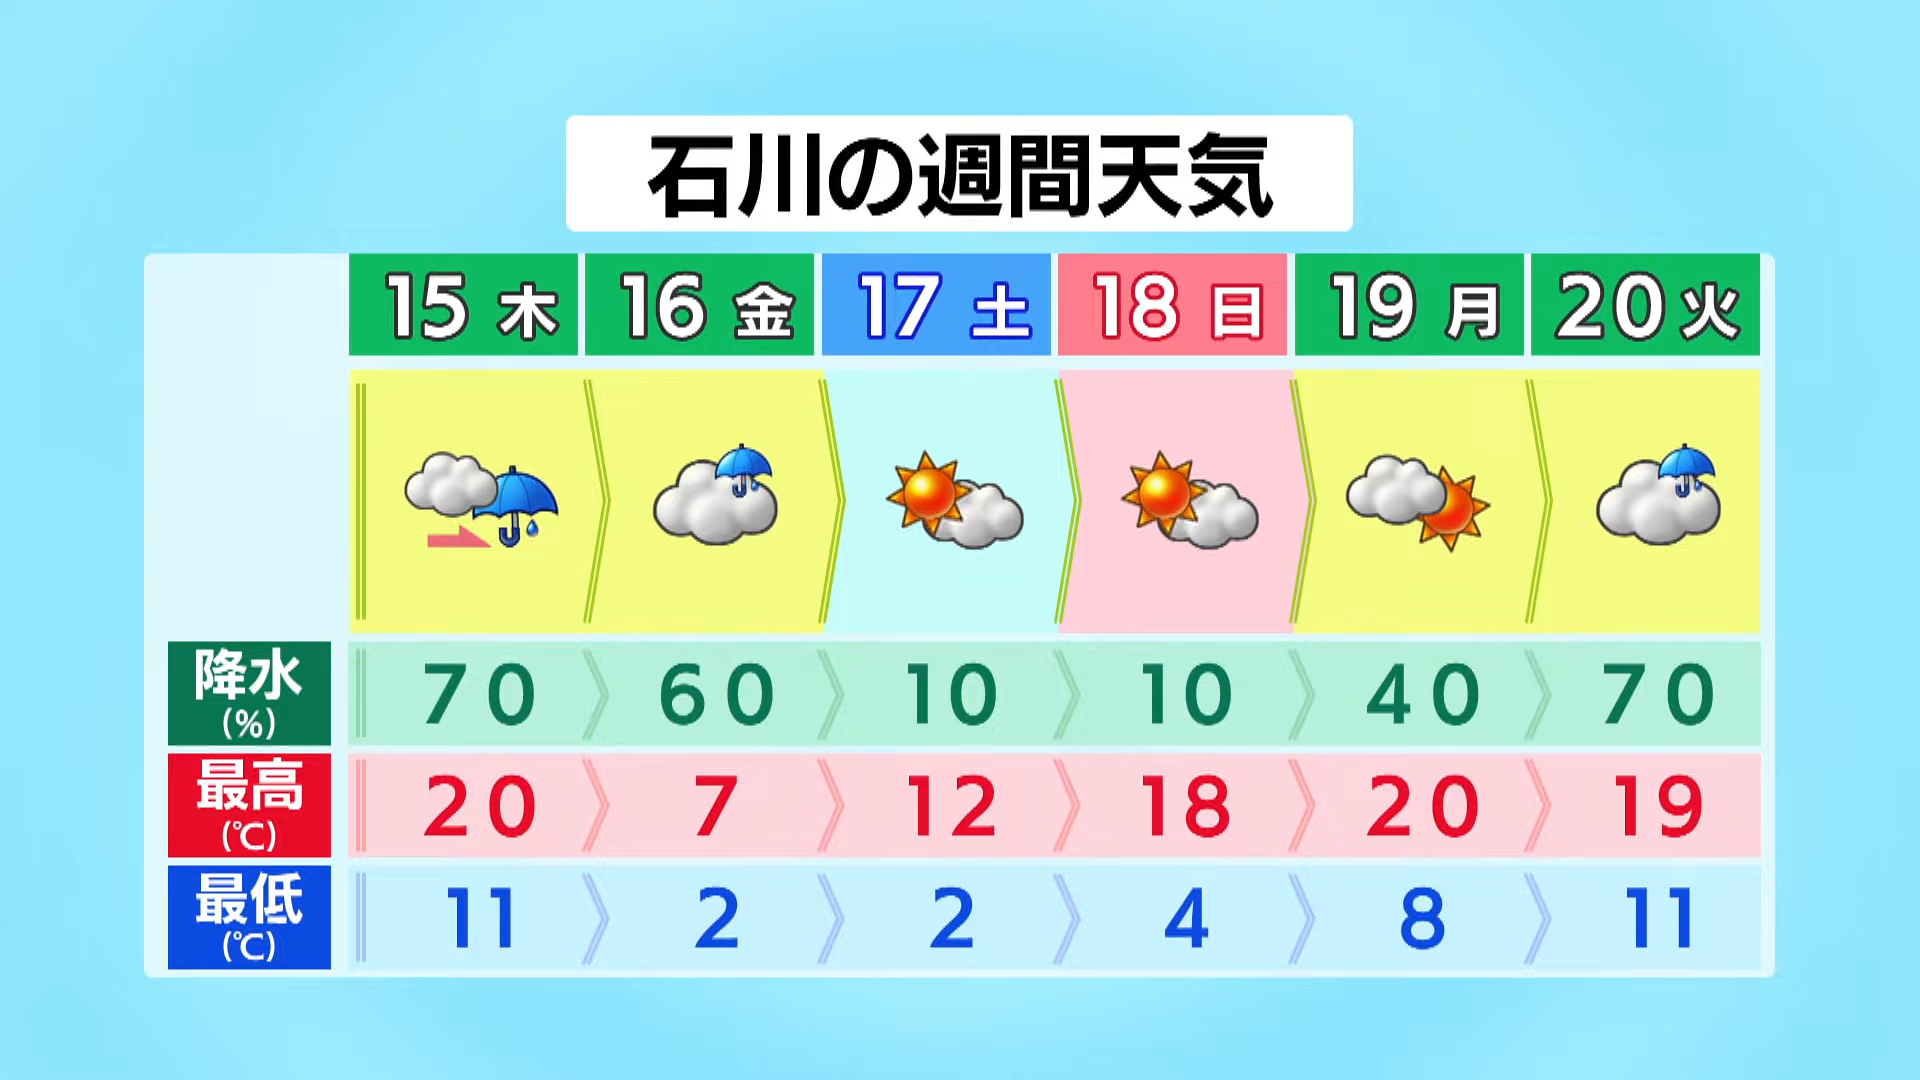 石川の週間天気
15 木 16 金 17 土 18 日 19 月 20 火
降水 (%) 70 60 10 10 40 70
最高 (℃) 20 7 12 18 20 19
最低 (℃) 11 2 2 4 8 11